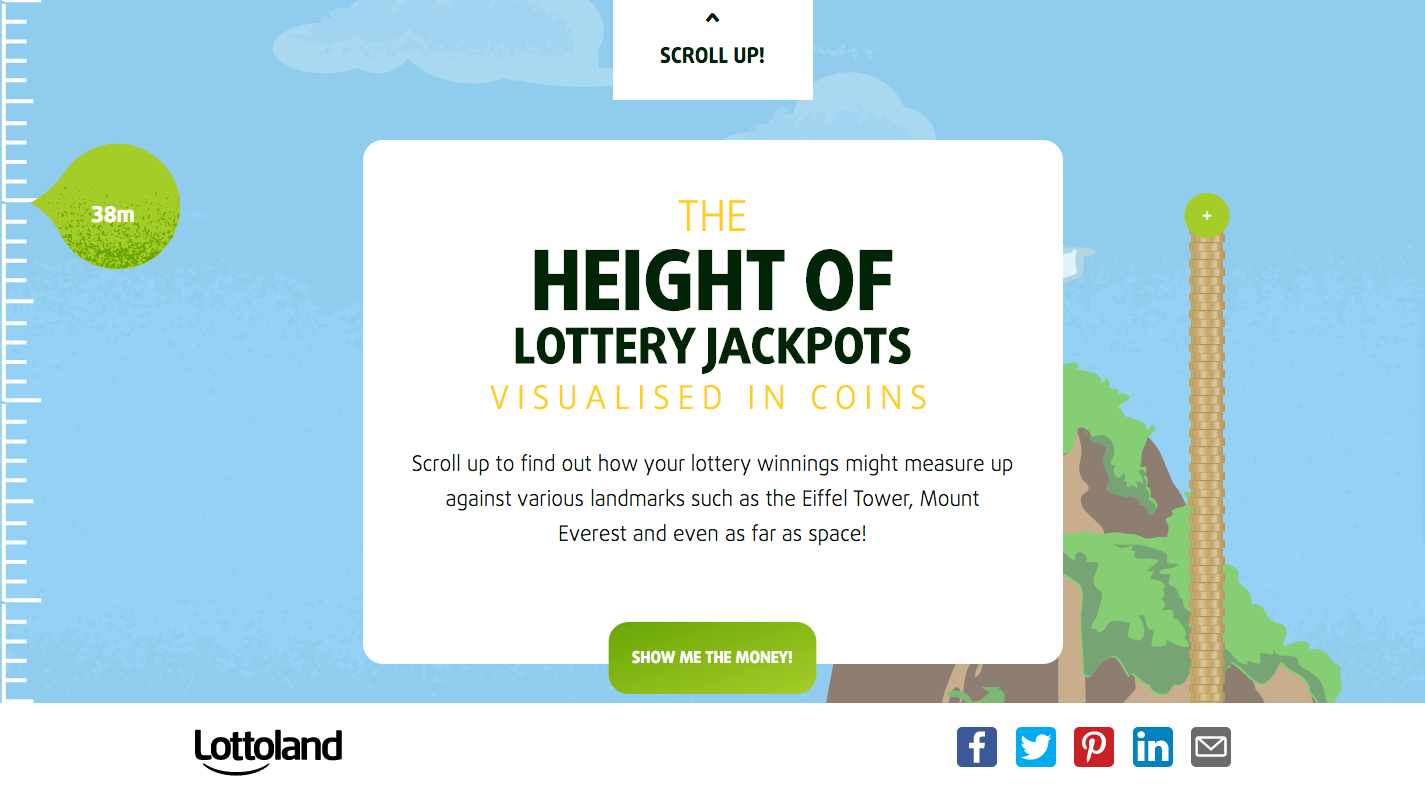 SCROLL UP!
38m
+
THE
HEIGHT OF
LOTTERY JACKPOTS
VISUALISED IN COINS
Scroll up to find out how your lottery winnings might measure up
against various landmarks such as the Eiffel Tower, Mount
Everest and even as far as space!
SHOW ME THE MONEY!
Lottoland